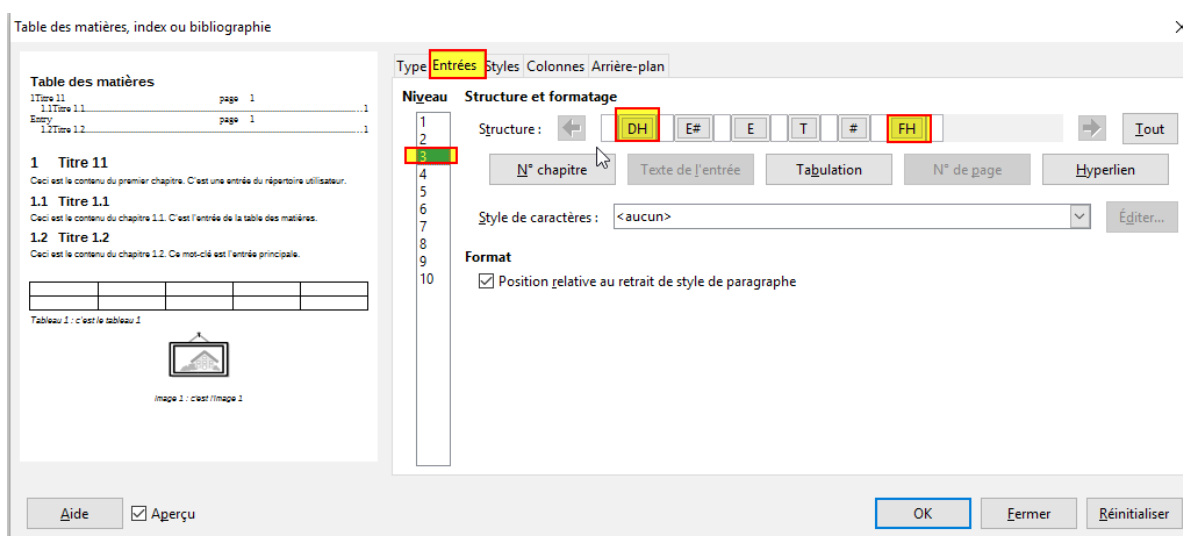 Table des matières, index ou bibliographie
Table des matières
1Titre 11 page 1
1.1Titre 1.1 1
Entry page 1
1.2Titre 1.2 1
1 Titre 11
Ceci est le contenu du premier chapitre. C'est une entrée du répertoire utilisateur.
1.1 Titre 1.1
Ceci est le contenu du chapitre 1.1. C'est l'entrée de la table des matières.
1.2 Titre 1.2
Ceci est le contenu du chapitre 1.2. Ce mot-clé est l'entrée principale.
Tableau 1 : c'est le tableau 1
Image 1 : c'est l'image 1
Type Entrées Styles Colonnes Arrière-plan
Niveau
1
2
3
4
5
6
7
8
9
10
Structure et formatage
Structure : DH E# E T # FH Tout
N° chapitre Texte de l'entrée Tabulation N° de page Hyperlien
Style de caractères : <aucun> Éditer...
Format
Position relative au retrait de style de paragraphe
Aide Aperçu OK Fermer Réinitialiser